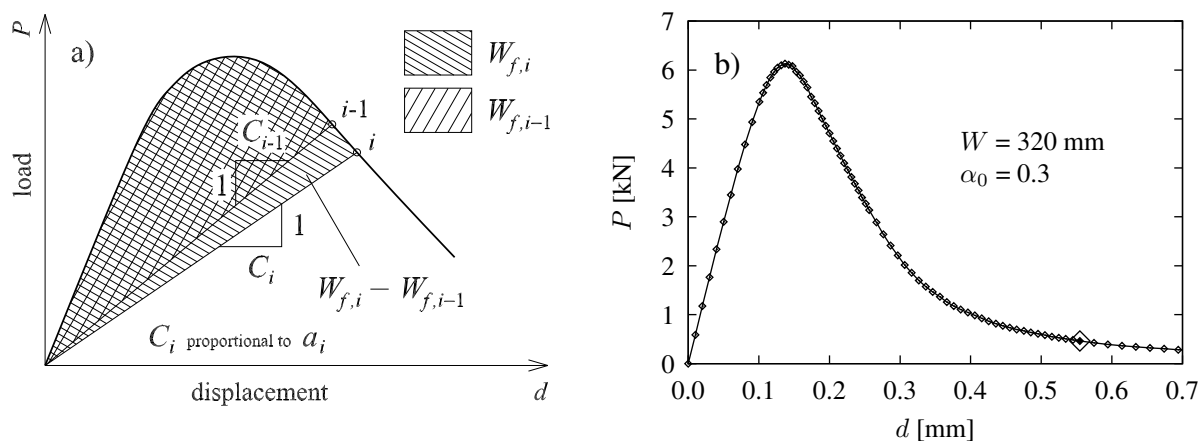 a)
P
load
W_{f,i}
W_{f,i-1}
i-1
i
C_{i-1}
1
1
C_i
W_{f,i} − W_{f,i-1}
C_i proportional to a_i
displacement
d
b)
P [kN]
7
6
5
4
3
2
1
0
W = 320 mm
α_0 = 0.3
0.0 0.1 0.2 0.3 0.4 0.5 0.6 0.7
d [mm]